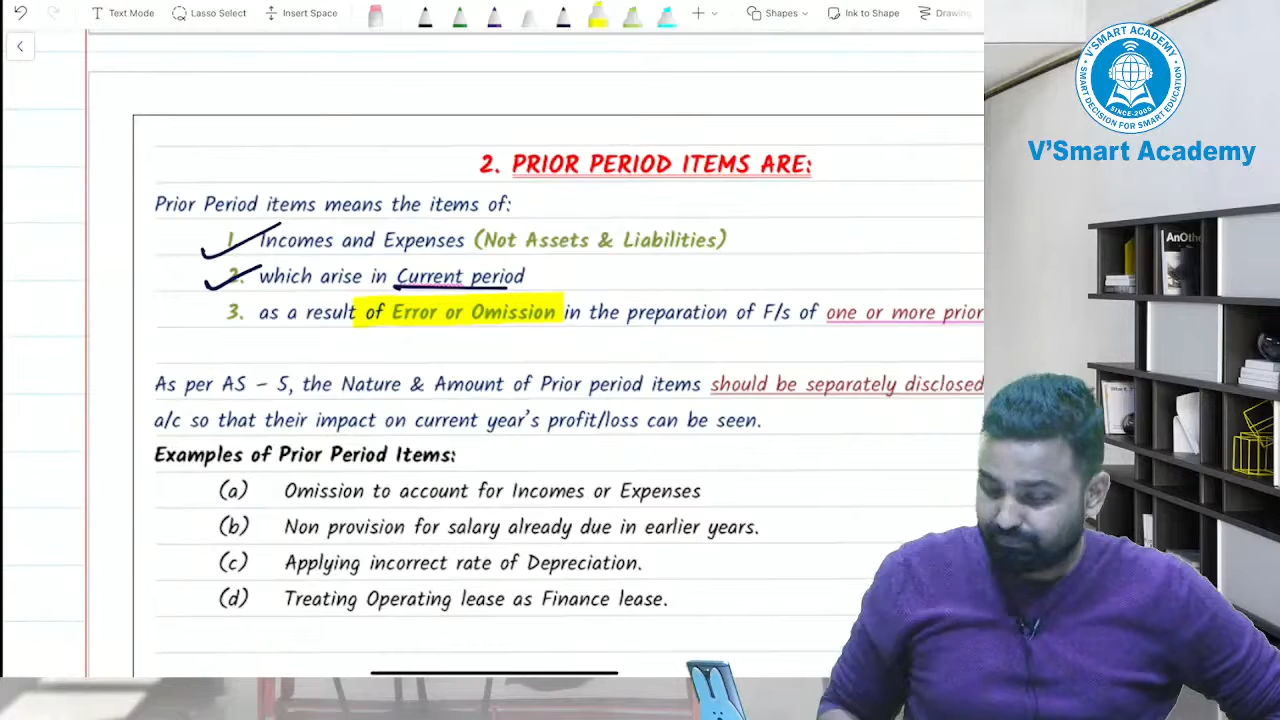 Text Mode Lasso Select Insert Space Shapes Ink to Shape Drawing
V'SMART ACADEMY
SMART DECISION FOR SMART EDUCATION
SINCE-2005
V'Smart Academy
2. PRIOR PERIOD ITEMS ARE:
Prior Period items means the items of:
1. Incomes and Expenses (Not Assets & Liabilities)
2. which arise in Current period
3. as a result of Error or Omission in the preparation of F/s of one or more prior
As per AS – 5, the Nature & Amount of Prior period items should be separately disclosed
a/c so that their impact on current year's profit/loss can be seen.
Examples of Prior Period Items:
(a) Omission to account for Incomes or Expenses
(b) Non provision for salary already due in earlier years.
(c) Applying incorrect rate of Depreciation.
(d) Treating Operating lease as Finance lease.
AnOthe